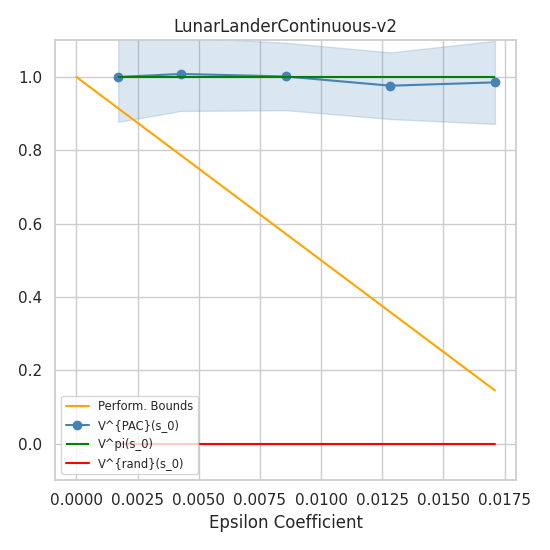 LunarLanderContinuous-v2
1.0
0.8
0.6
0.4
0.2
0.0
Perform. Bounds
V^{PAC}(s_0)
V^pi(s_0)
V^{rand}(s_0)
0.0000 0.0025 0.0050 0.0075 0.0100 0.0125 0.0150 0.0175
Epsilon Coefficient